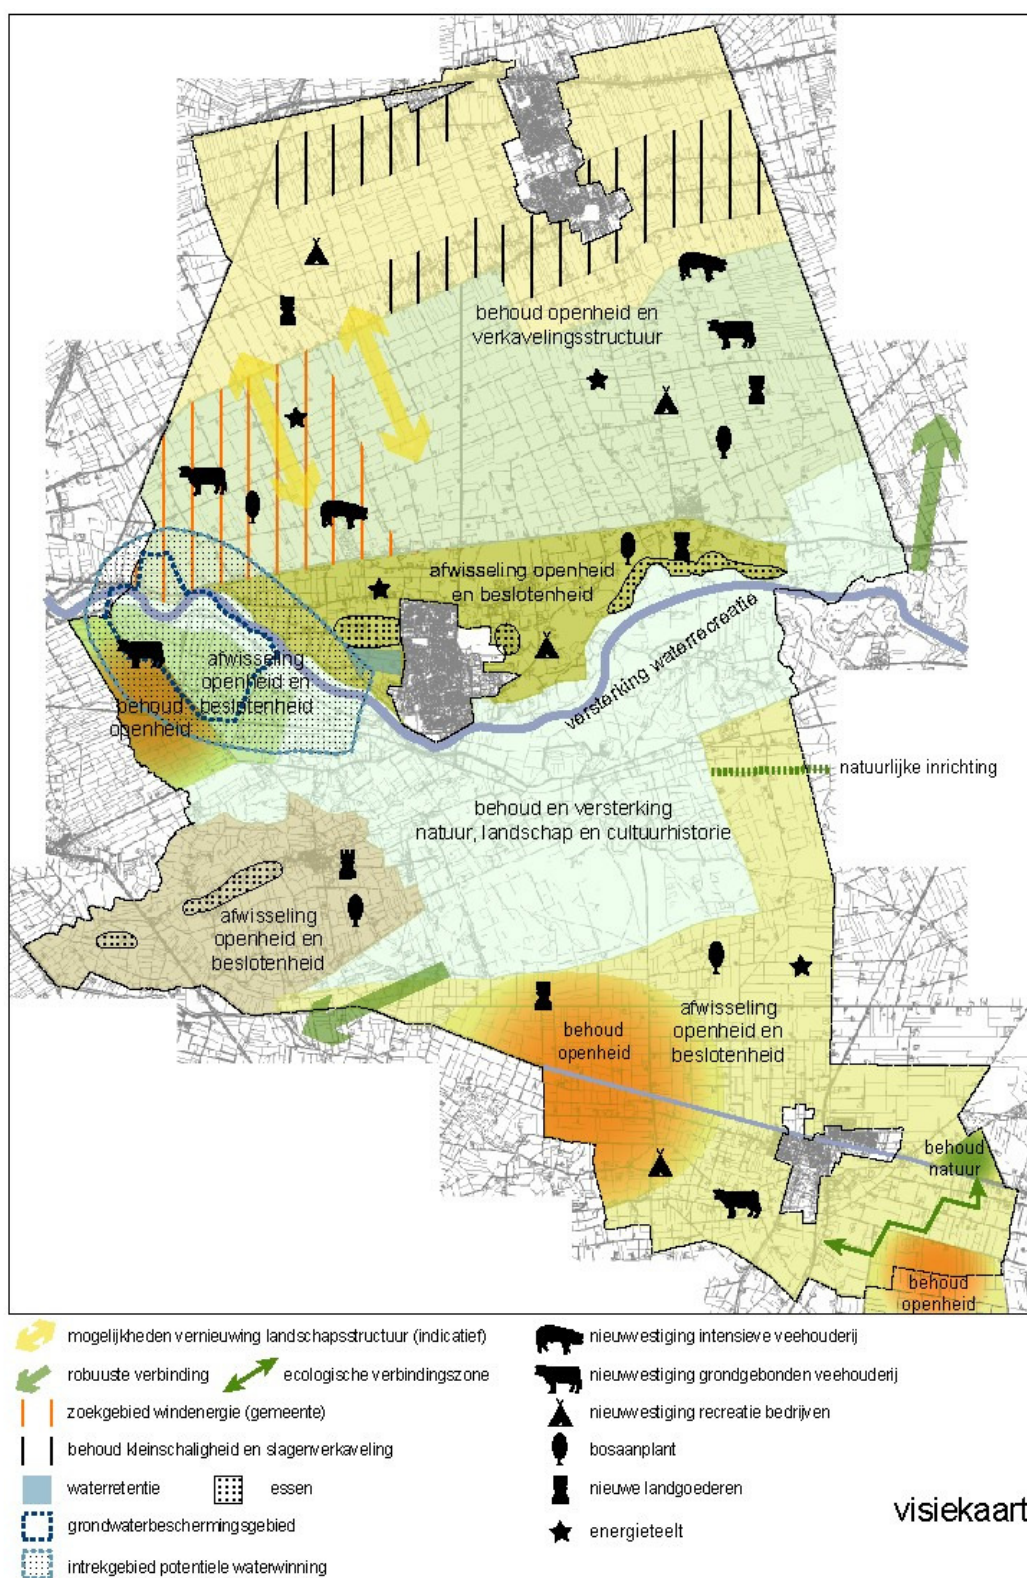 behoud openheid en
verkavelingsstructuur
afwisseling openheid
en beslotenheid
versterking waterrecreatie
afwisseling
openheid en
beslotenheid
behoud
openheid
natuurlijke inrichting
behoud en versterking
natuur, landschap en cultuurhistorie
afwisseling
openheid en
beslotenheid
behoud
openheid
afwisseling
openheid en
beslotenheid
behoud
natuur
behoud
openheid
mogelijkheden vernieuwing landschapsstructuur (indicatief)
robuuste verbinding
ecologische verbindingszone
zoekgebied windenergie (gemeente)
behoud kleinschaligheid en slagenverkaveling
waterretentie
essen
grondwaterbeschermingsgebied
intrekgebied potentiele waterwinning
nieuwvestiging intensieve veehouderij
nieuwvestiging grondgebonden veehouderij
nieuwvestiging recreatie bedrijven
bosaanplant
nieuwe landgoederen
energieteelt
visiekaart